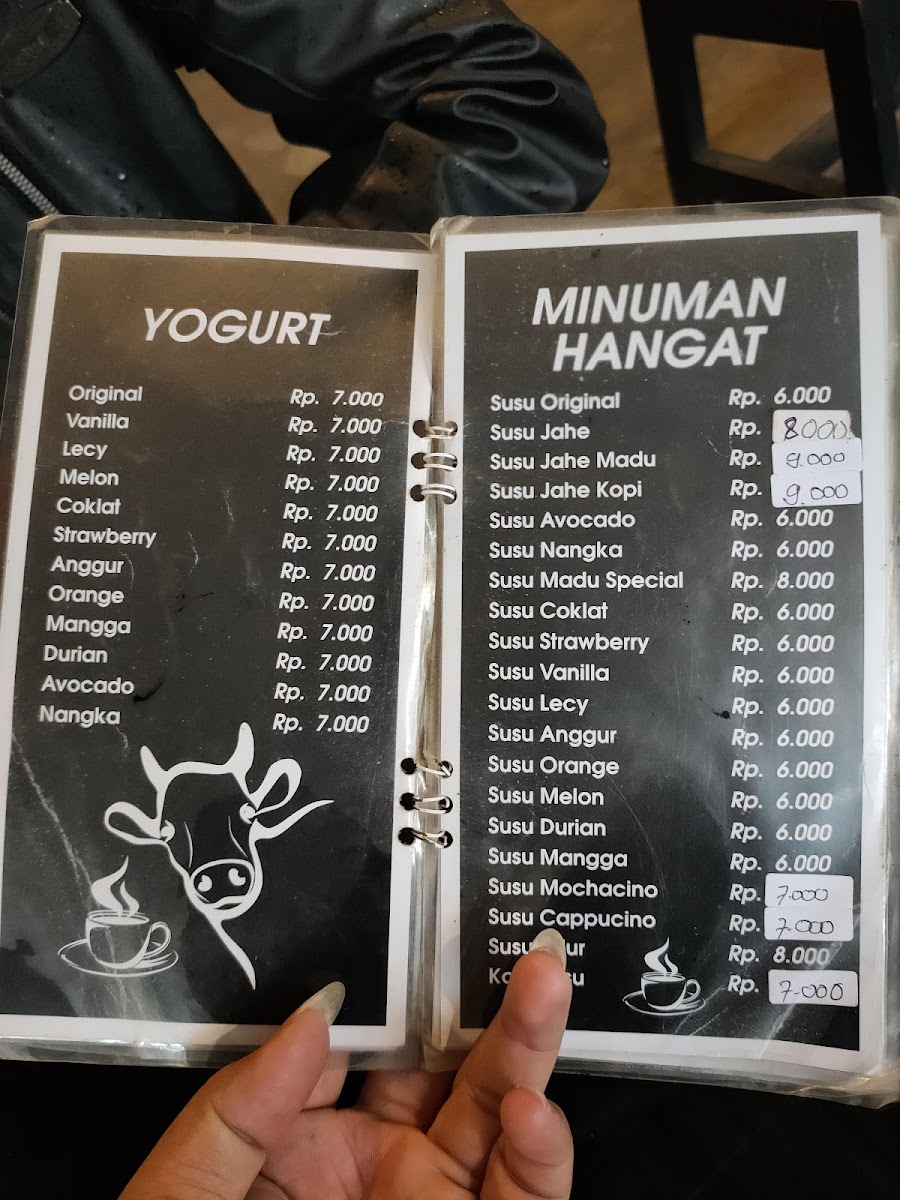 YOGURT
Original Rp. 7.000
Vanilla Rp. 7.000
Lecy Rp. 7.000
Melon Rp. 7.000
Coklat Rp. 7.000
Strawberry Rp. 7.000
Anggur Rp. 7.000
Orange Rp. 7.000
Mangga Rp. 7.000
Durian Rp. 7.000
Avocado Rp. 7.000
Nangka Rp. 7.000
MINUMAN
HANGAT
Susu Original Rp. 6.000
Susu Jahe Rp. 8000
Susu Jahe Madu Rp. 9.000
Susu Jahe Kopi Rp. 9.000
Susu Avocado Rp. 6.000
Susu Nangka Rp. 6.000
Susu Madu Special Rp. 8.000
Susu Coklat Rp. 6.000
Susu Strawberry Rp. 6.000
Susu Vanilla Rp. 6.000
Susu Lecy Rp. 6.000
Susu Anggur Rp. 6.000
Susu Orange Rp. 6.000
Susu Melon Rp. 6.000
Susu Durian Rp. 6.000
Susu Mangga Rp. 6.000
Susu Mochacino Rp. 7.000
Susu Cappucino Rp. 7.000
Susu Rp. 8.000
Rp. 7.000